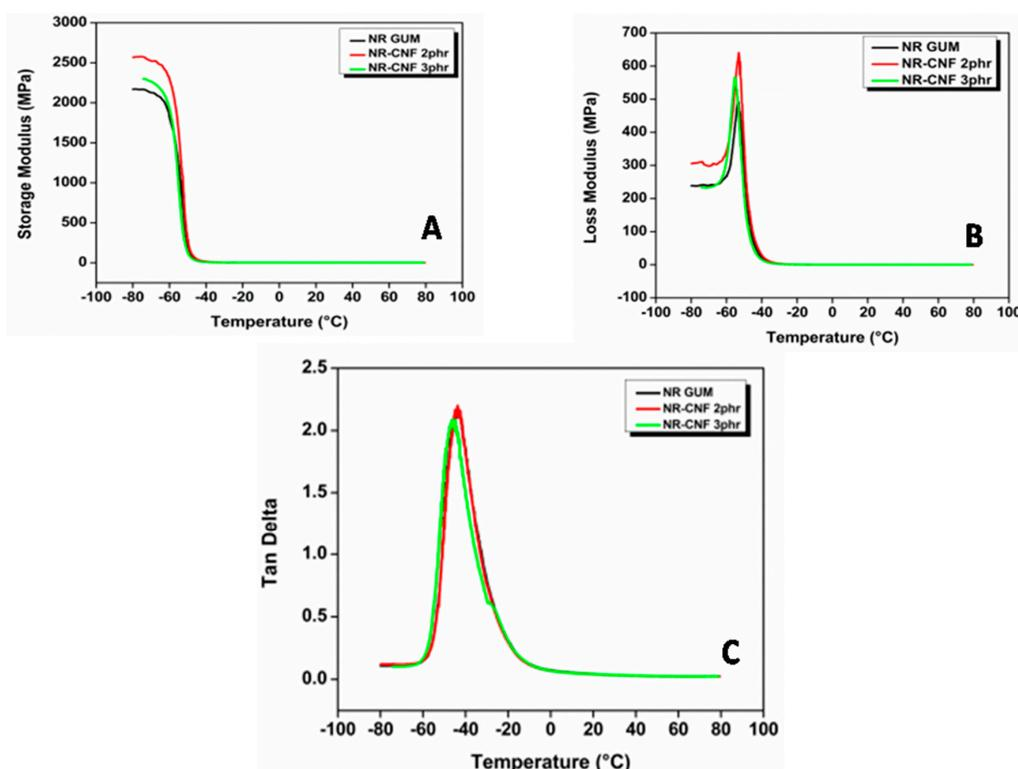 3000
2500
2000
1500
1000
500
0
Storage Modulus (MPa)
NR GUM
NR-CNF 2phr
NR-CNF 3phr
A
-100 -80 -60 -40 -20 0 20 40 60 80 100
Temperature (°C)
700
600
500
400
300
200
100
0
-100
Loss Modulus (MPa)
NR GUM
NR-CNF 2phr
NR-CNF 3phr
B
-100 -80 -60 -40 -20 0 20 40 60 80 100
Temperature (°C)
2.5
2.0
1.5
1.0
0.5
0.0
Tan Delta
NR GUM
NR-CNF 2phr
NR-CNF 3phr
C
-100 -80 -60 -40 -20 0 20 40 60 80 100
Temperature (°C)